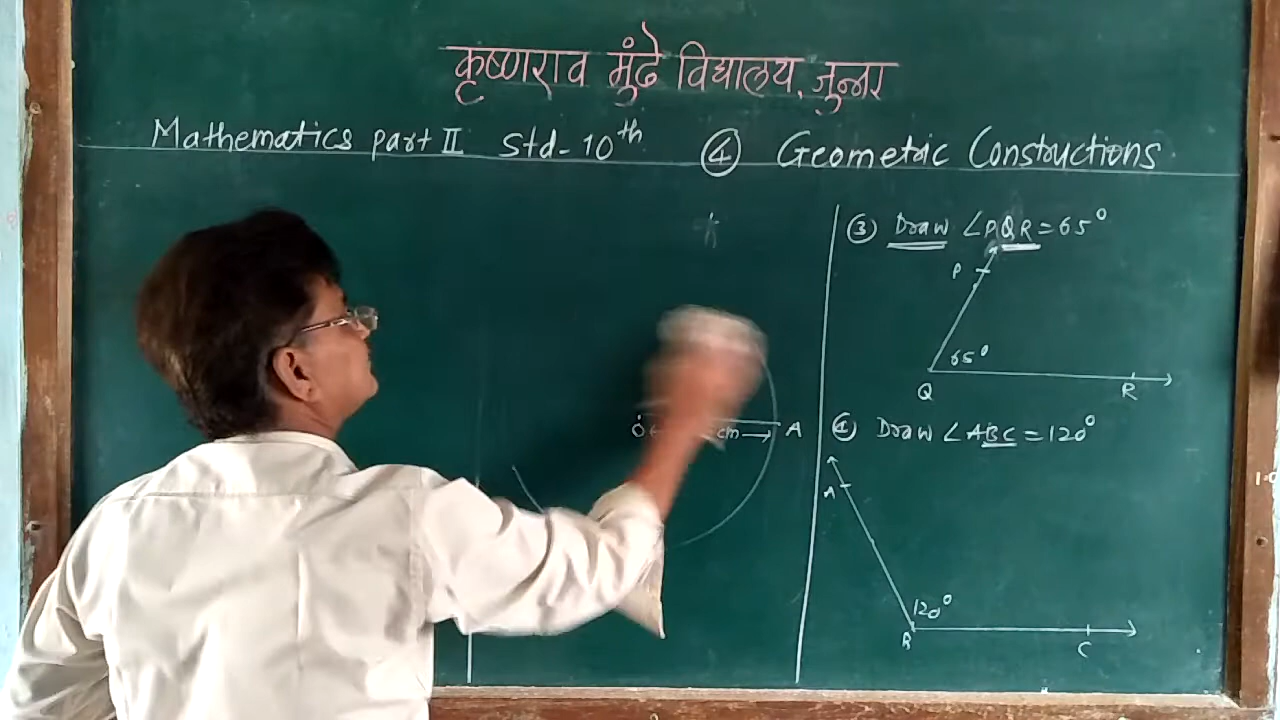 कृष्णराव मुंढे विद्यालय, जुन्नर
Mathematics part II Std-10th ④ Geometric Constructions
③ Draw ∠PQR = 65°
P
65°
Q R
O cm A
④ Draw ∠ABC = 120°
A
120°
B C